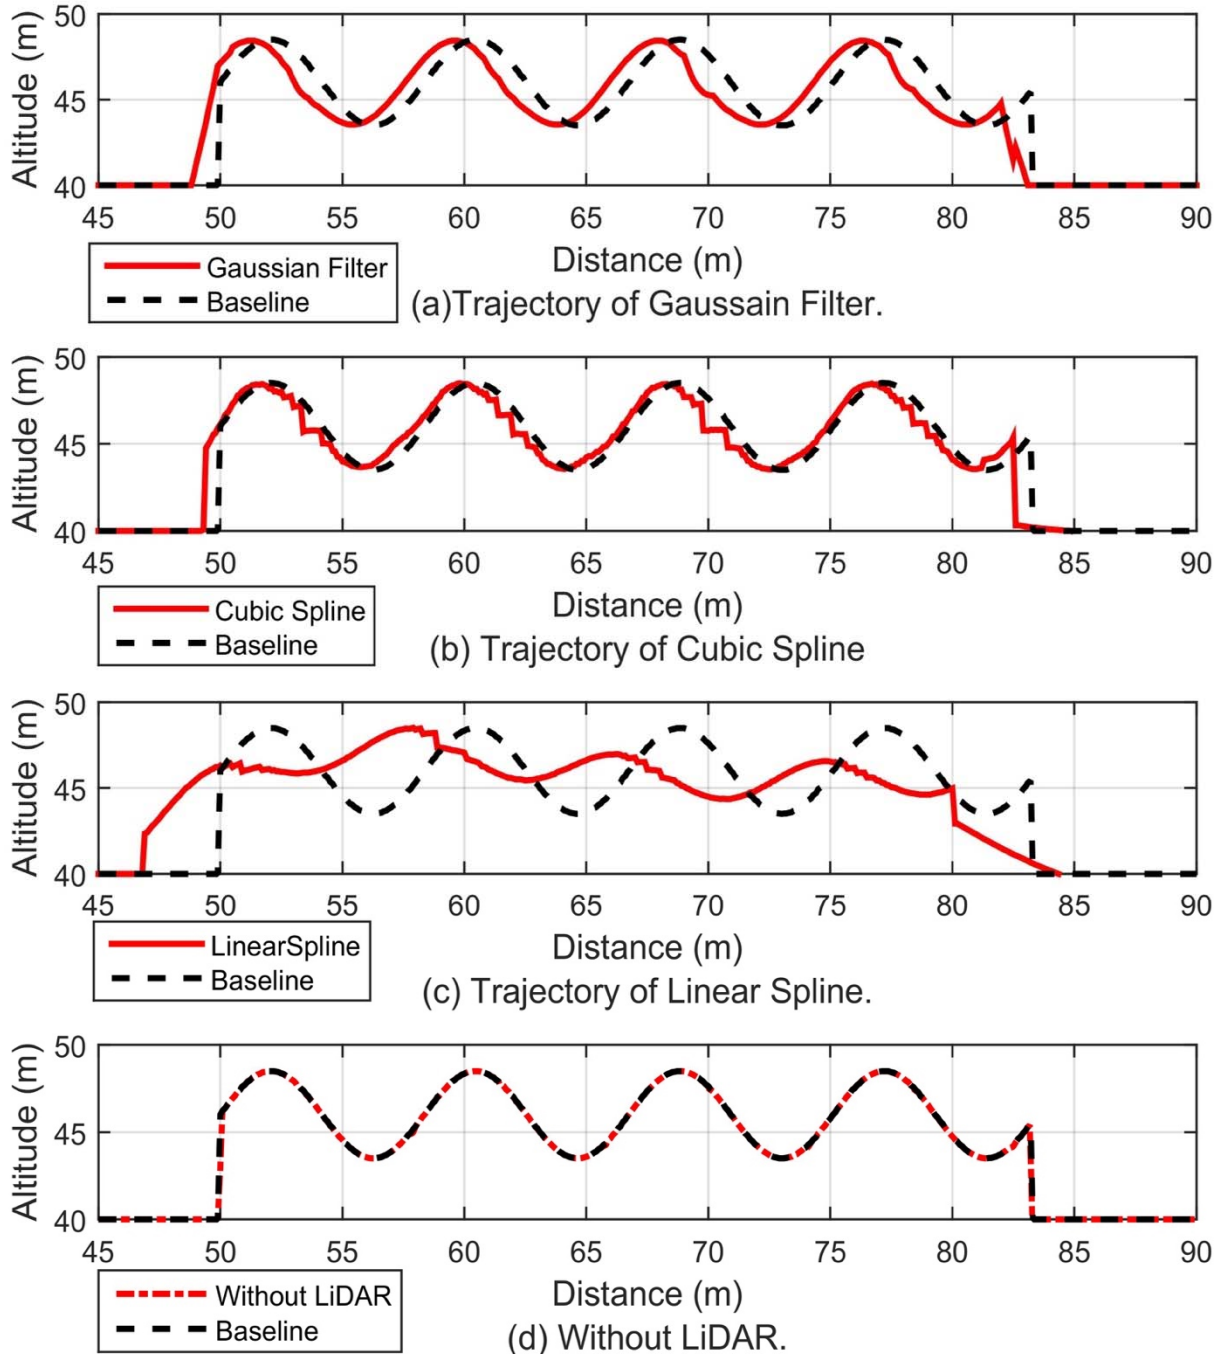 50
45
40
Altitude (m)
45 50 55 60 65 70 75 80 85 90
Distance (m)
Gaussian Filter
Baseline
(a)Trajectory of Gaussain Filter.
50
45
40
Altitude (m)
45 50 55 60 65 70 75 80 85 90
Distance (m)
Cubic Spline
Baseline
(b) Trajectory of Cubic Spline
50
45
40
Altitude (m)
45 50 55 60 65 70 75 80 85 90
Distance (m)
LinearSpline
Baseline
(c) Trajectory of Linear Spline.
50
45
40
Altitude (m)
45 50 55 60 65 70 75 80 85 90
Distance (m)
Without LiDAR
Baseline
(d) Without LiDAR.